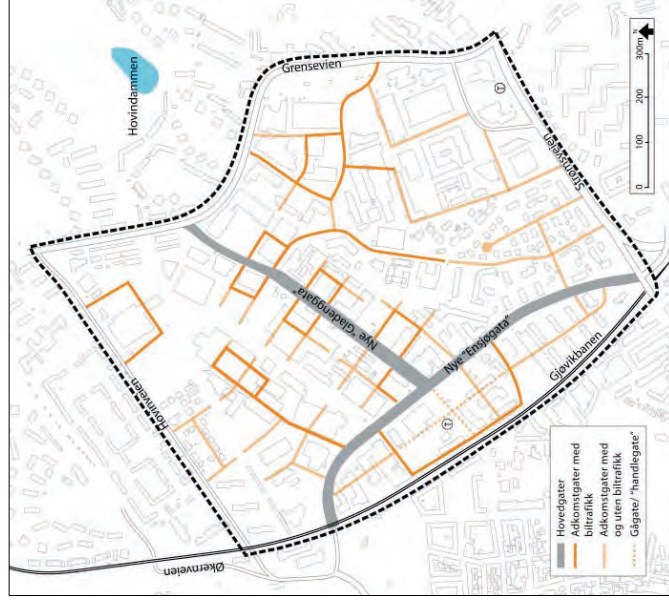 Hovindammen
Grensevien
Strømsveien
Hovinveien
Nye "Gladenggata"
Nye "Ensjøgata"
Gjøvikbanen
Økernveien
T
T
0
100
200
300m
N
Hovedgater
Adkomstgater med
biltrafikk
Adkomstgater med
og uten biltrafikk
Gågate/ "handlegate"